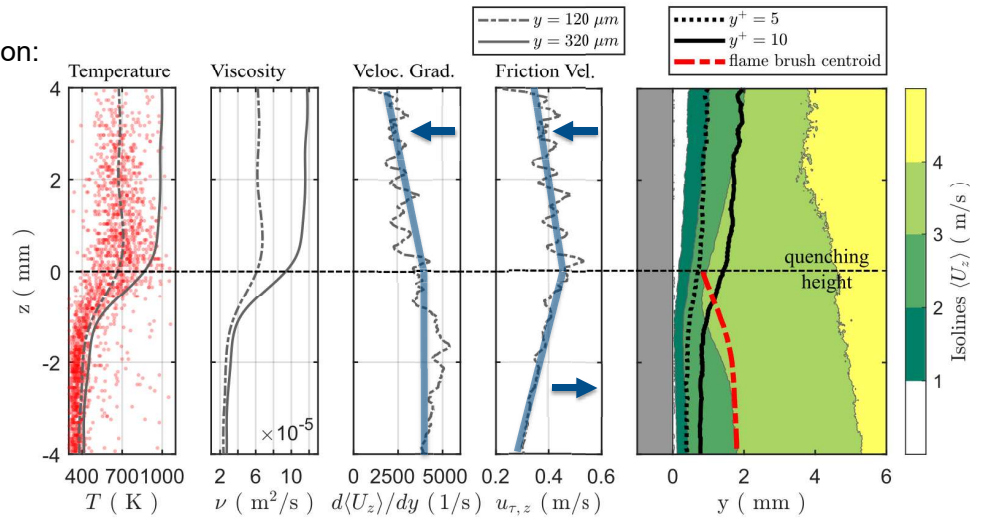 on:
y = 120 μm
y = 320 μm
y⁺ = 5
y⁺ = 10
flame brush centroid
Temperature
Viscosity
Veloc. Grad.
Friction Vel.
4
2
0
-2
-4
z ( mm )
×10⁻⁵
quenching
height
400 700 1000
2 6 10
0 2500 5000
0.2 0.4 0.6
0 2 4 6
T ( K )
ν ( m²/s )
d⟨U_z⟩/dy ( 1/s )
u_τ,z ( m/s )
y ( mm )
4
3
2
1
Isolines ⟨U_z⟩ ( m/s )